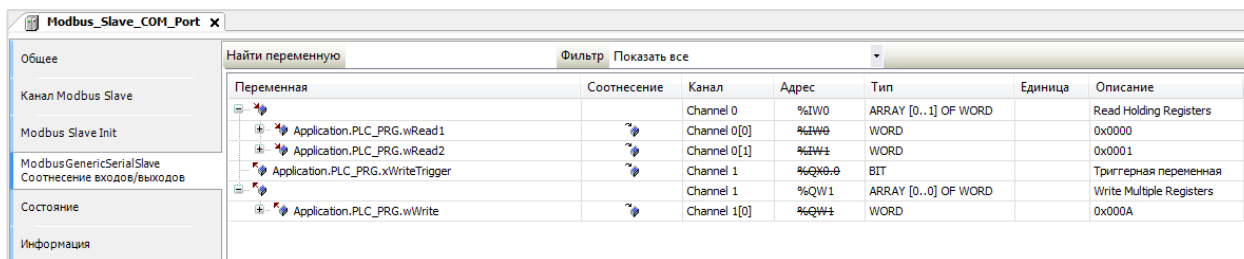 Modbus_Slave_COM_Port X
Общее
Канал Modbus Slave
Modbus Slave Init
ModbusGenericSerialSlave
Соотнесение входов/выходов
Состояние
Информация
Найти переменную Фильтр Показать все
Переменная Соотнесение Канал Адрес Тип Единица Описание
Channel 0 %IW0 ARRAY [0..1] OF WORD Read Holding Registers
Application.PLC_PRG.wRead1 Channel 0[0] %IW0 WORD 0x0000
Application.PLC_PRG.wRead2 Channel 0[1] %IW1 WORD 0x0001
Application.PLC_PRG.xWriteTrigger Channel 1 %QX0.0 BIT Триггерная переменная
Channel 1 %QW1 ARRAY [0..0] OF WORD Write Multiple Registers
Application.PLC_PRG.wWrite Channel 1[0] %QW1 WORD 0x000A